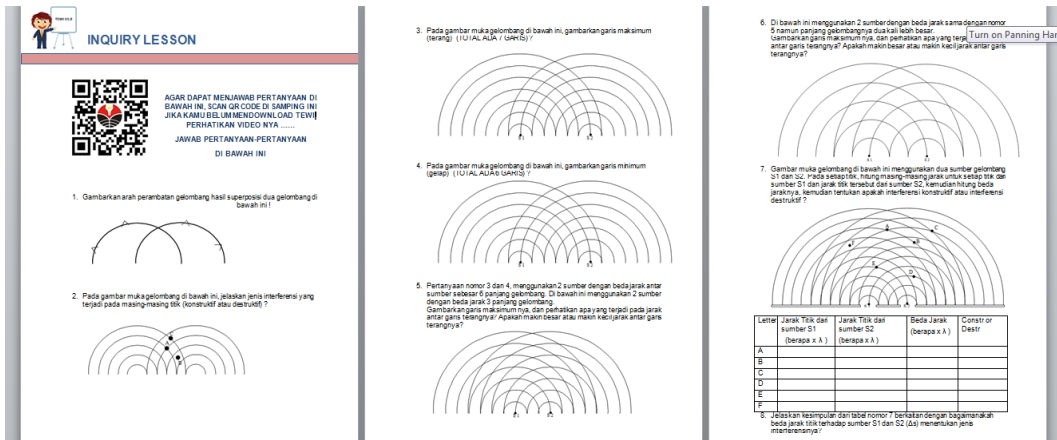 INQUIRY LESSON
AGAR DAPAT MENJAWAB PERTANYAAN DI
BAWAH INI, SCAN QR CODE DI SAMPING INI
JIKA KAMU BELUM MENDOWNLOAD TEWI
PERHATIKAN VIDEO NYA ......
JAWAB PERTANYAAN-PERTANYAAN
DI BAWAH INI
1. Gambarkan arah perambatan gelombang hasil superposisi dua gelombang di
bawah ini !
2. Pada gambar muka gelombang di bawah ini, jelaskan jenis interferensi yang
terjadi pada masing-masing titik (konstruktif atau destruktif) ?
C
A
B
3. Pada gambar muka gelombang di bawah ini, gambarkan garis maksimum
(terang) (TOTAL ADA 7 GARIS) ?
S 1
S 2
4. Pada gambar muka gelombang di bawah ini, gambarkan garis minimum
(gelap) (TOTAL ADA 6 GARIS) ?
S 1
S 2
5. Pertanyaan nomor 3 dan 4, menggunakan 2 sumber dengan beda jarak antar
sumber sebesar 6 panjang gelombang. Di bawah ini menggunakan 2 sumber
dengan beda jarak 3 panjang gelombang.
Gambarkan garis maksimum nya, dan perhatikan apa yang terjadi pada jarak
antar garis terangnya? Apakah makin besar atau makin kecil jarak antar garis
terangnya?
6. Di bawah ini menggunakan 2 sumber dengan beda jarak sama dengan nomor
5 namun panjang gelombangnya dua kali lebih besar.
Gambarkan garis maksimum nya, dan perhatikan apa yang
Turn on Panning Har
antar garis terangnya? Apakah makin besar atau makin kecil jarak antar garis
terangnya?
7. Gambar muka gelombang di bawah ini menggunakan dua sumber gelombang
S1 dan S2. Pada setiap titik, hitung masing-masing jarak untuk setiap titik dari
sumber S1 dan jarak titik tersebut dari sumber S2, kemudian hitung beda
jaraknya, kemudian tentukan apakah interferensi konstruktif atau interferensi
destruktif ?
A
C
F
B
E
D
Letter Jarak Titik dari sumber S1 (berapa x λ ) Jarak Titik dari sumber S2 (berapa x λ ) Beda Jarak (berapa x λ ) Constr or Destr
A
B
C
D
E
F
8. Jelaskan kesimpulan dari tabel nomor 7 berkaitan dengan bagaimanakah
beda jarak titik terhadap sumber S1 dan S2 (Δs) menentukan jenis
interferensinya?